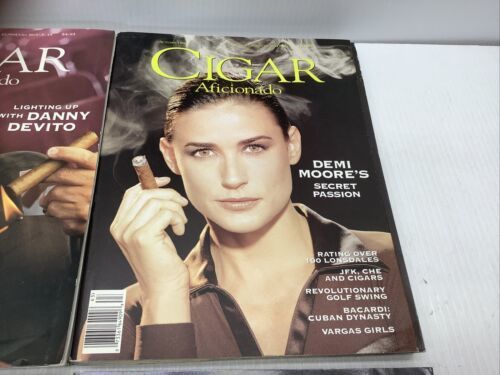 GAR
do
LIGHTING UP
WITH DANNY
DEVITO
CIGAR
Aficionado
DEMI
MOORE'S
SECRET
PASSION
RATING OVER
100 LONSDALES
JFK, CHE
AND CIGARS
REVOLUTIONARY
GOLF SWING
BACARDI:
CUBAN DYNASTY
VARGAS GIRLS